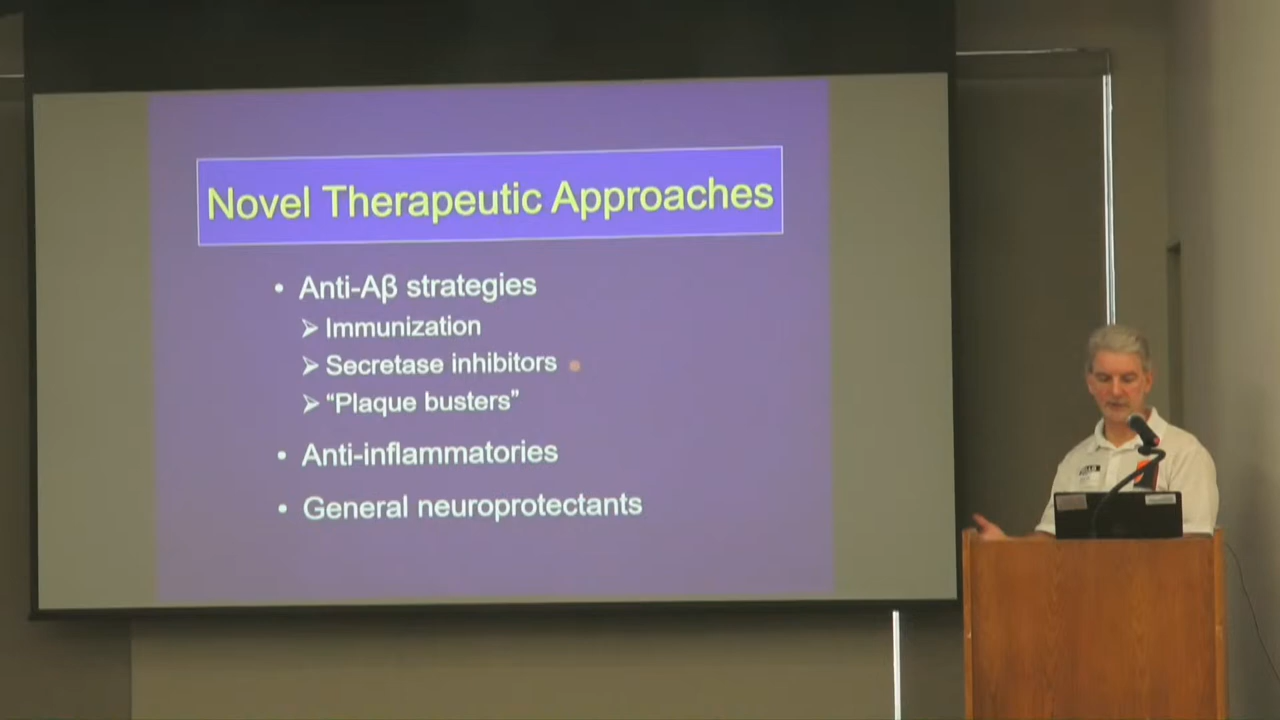 Novel Therapeutic Approaches
• Anti-Aβ strategies
➢ Immunization
➢ Secretase inhibitors
➢ “Plaque busters”
• Anti-inflammatories
• General neuroprotectants